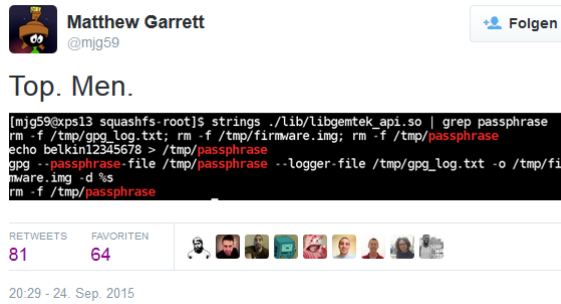 Matthew Garrett
@mjg59
Folgen
Top. Men.
[mjg59@xps13 squashfs-root]$ strings ./lib/libgemtek_api.so | grep passphrase
rm -f /tmp/gpg_log.txt; rm -f /tmp/firmware.img; rm -f /tmp/passphrase
echo belkin12345678 > /tmp/passphrase
gpg --passphrase-file /tmp/passphrase --logger-file /tmp/gpg_log.txt -o /tmp/fi
mware.img -d %s
rm -f /tmp/passphrase
RETWEETS FAVORITEN
81 64
20:29 - 24. Sep. 2015